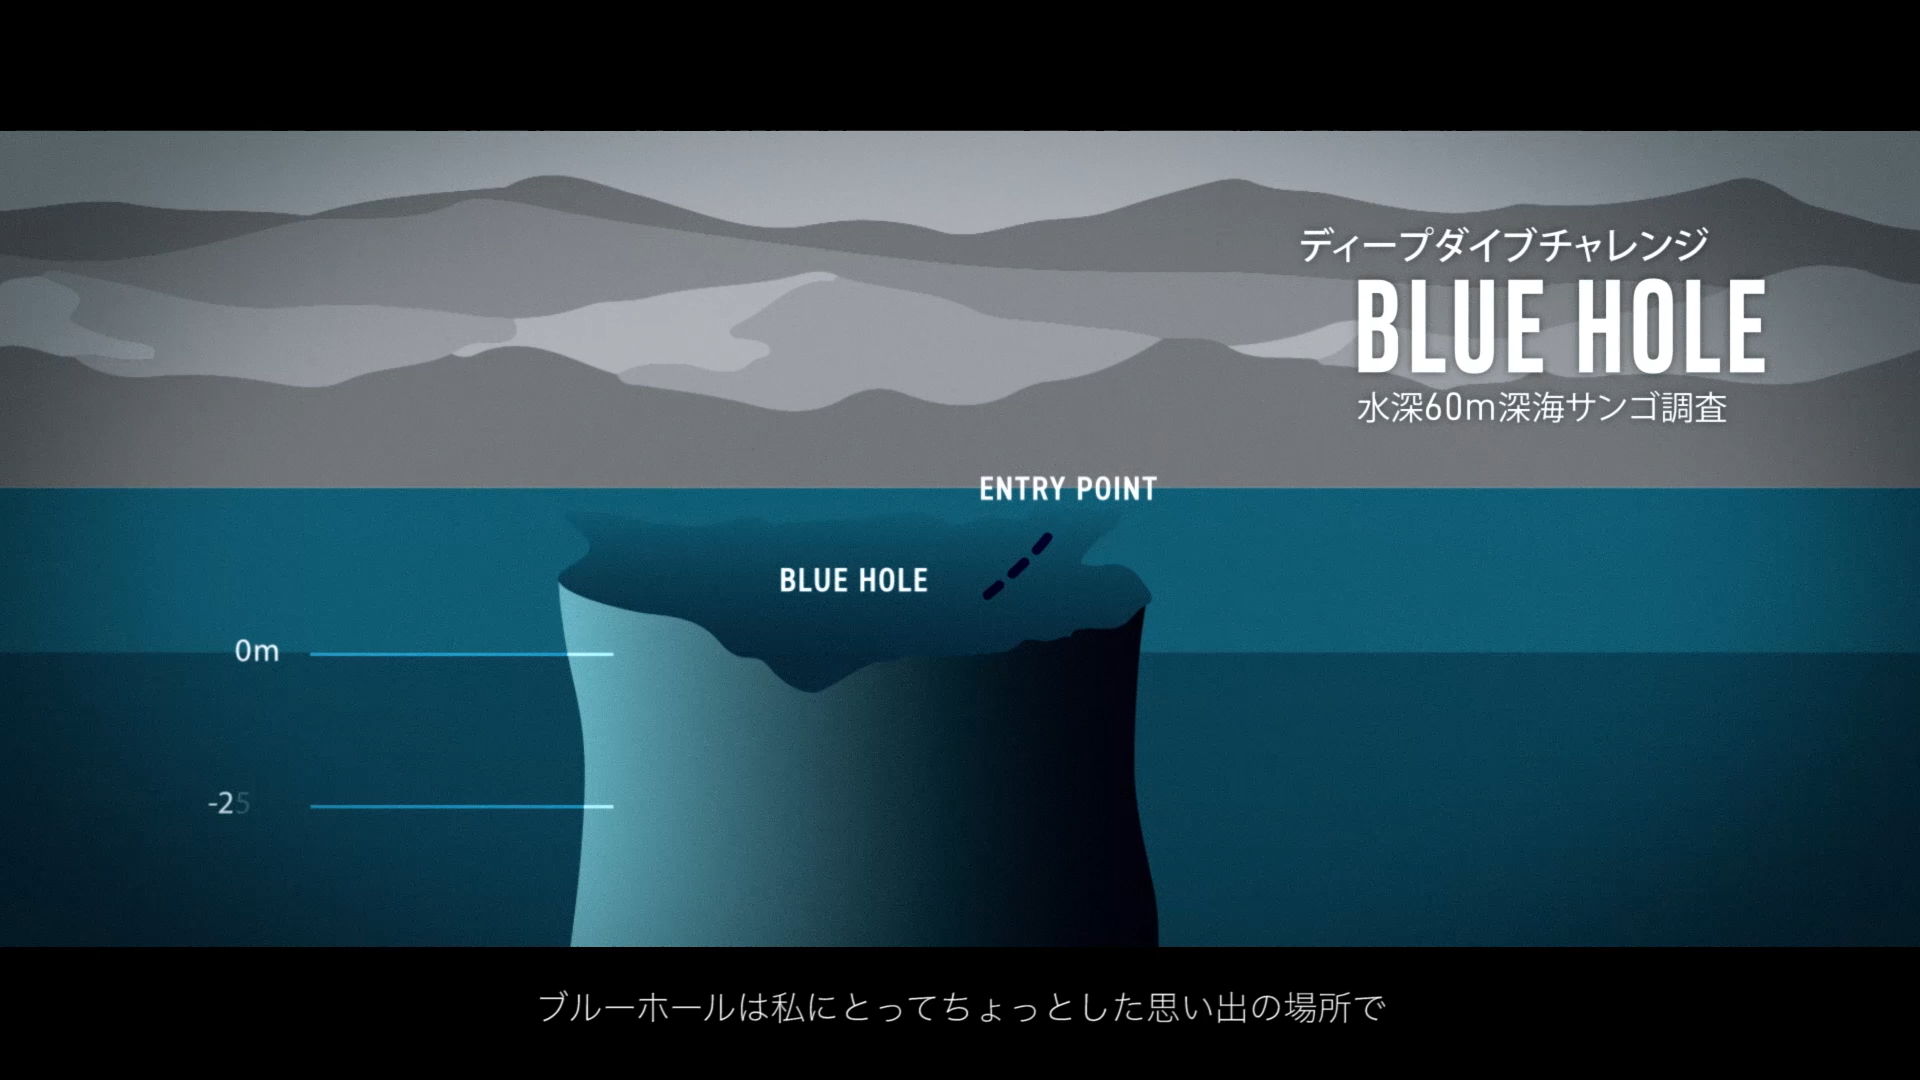 ディープダイブチャレンジ
BLUE HOLE
水深60m深海サンゴ調査
ENTRY POINT
BLUE HOLE
0m
-25
ブルーホールは私にとってちょっとした思い出の場所で